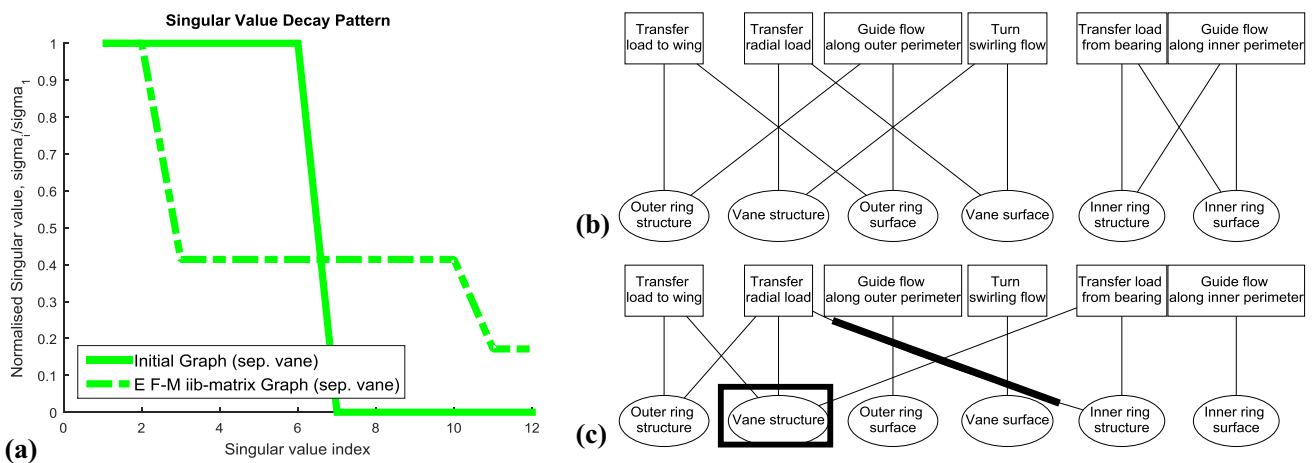 Singular Value Decay Pattern
Normalised Singular value, sigma_i/sigma_1
1
0.9
0.8
0.7
0.6
0.5
0.4
0.3
0.2
0.1
0
0 2 4 6 8 10 12
Singular value index
Initial Graph (sep. vane)
E F-M iib-matrix Graph (sep. vane)
(a)
Transfer
load to wing
Transfer
radial load
Guide flow
along outer perimeter
Turn
swirling flow
Transfer load
from bearing
Guide flow
along inner perimeter
Outer ring
structure
Vane structure
Outer ring
surface
Vane surface
Inner ring
structure
Inner ring
surface
(b)
Transfer
load to wing
Transfer
radial load
Guide flow
along outer perimeter
Turn
swirling flow
Transfer load
from bearing
Guide flow
along inner perimeter
Outer ring
structure
Vane structure
Outer ring
surface
Vane surface
Inner ring
structure
Inner ring
surface
(c)